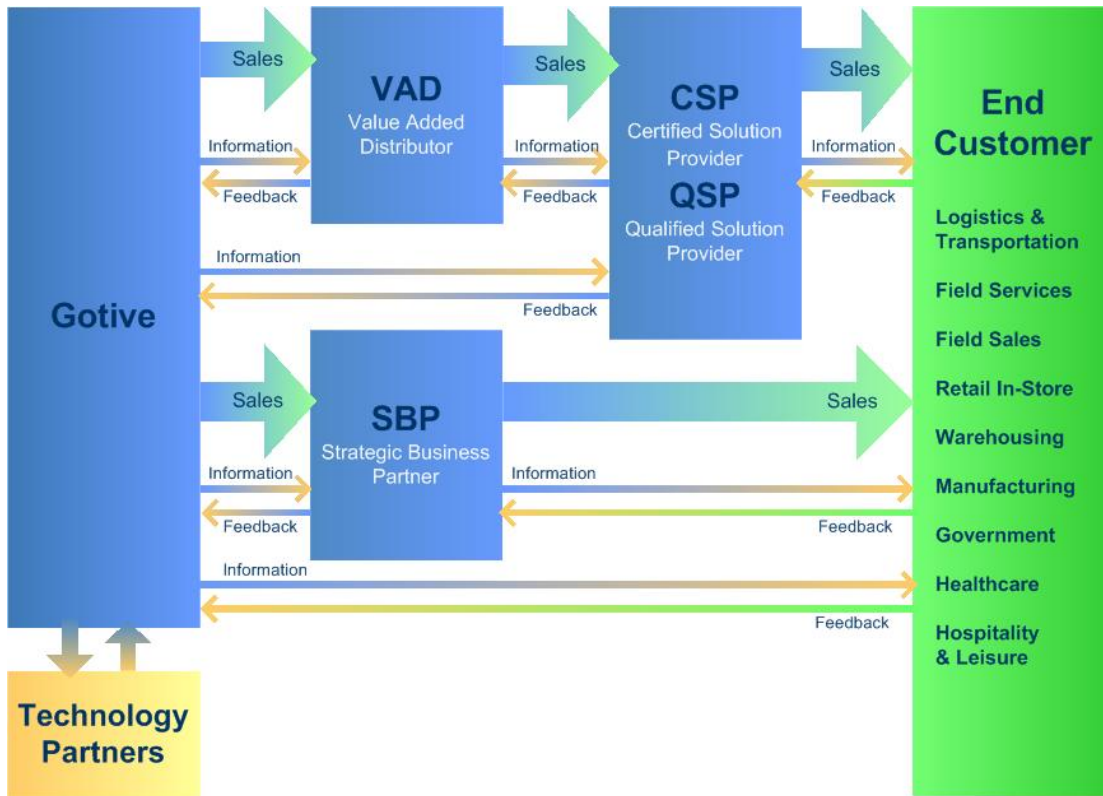 Sales
Sales
Sales
VAD
Value Added
Distributor
CSP
Certified Solution
Provider
QSP
Qualified Solution
Provider
End
Customer
Information
Information
Information
Feedback
Feedback
Feedback
Information
Feedback
Gotive
Logistics &
Transportation
Field Services
Field Sales
Retail In-Store
Warehousing
Manufacturing
Government
Healthcare
Hospitality
& Leisure
Sales
SBP
Strategic Business
Partner
Sales
Information
Information
Feedback
Feedback
Information
Feedback
Technology
Partners